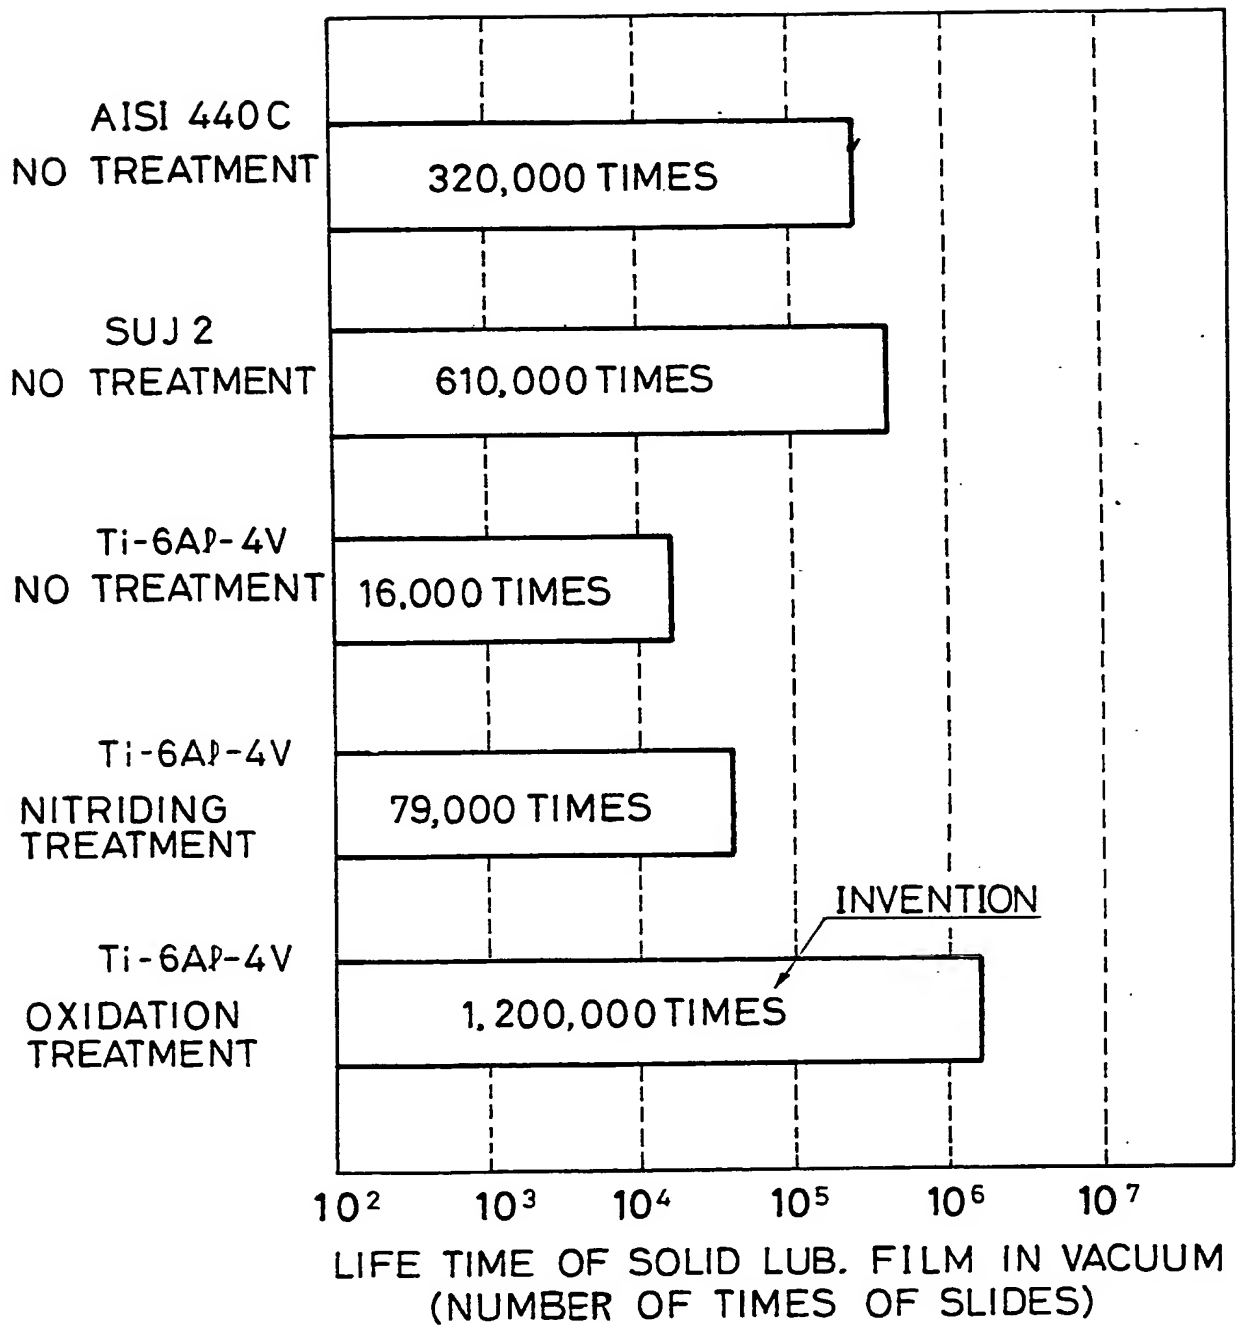 AISI 440C
NO TREATMENT
320,000 TIMES
SUJ 2
NO TREATMENT
610,000 TIMES
Ti-6Aℓ-4V
NO TREATMENT
16,000 TIMES
Ti-6Aℓ-4V
NITRIDING
TREATMENT
79,000 TIMES
INVENTION
Ti-6Aℓ-4V
OXIDATION
TREATMENT
1,200,000 TIMES
10² 10³ 10⁴ 10⁵ 10⁶ 10⁷
LIFE TIME OF SOLID LUB. FILM IN VACUUM
(NUMBER OF TIMES OF SLIDES)